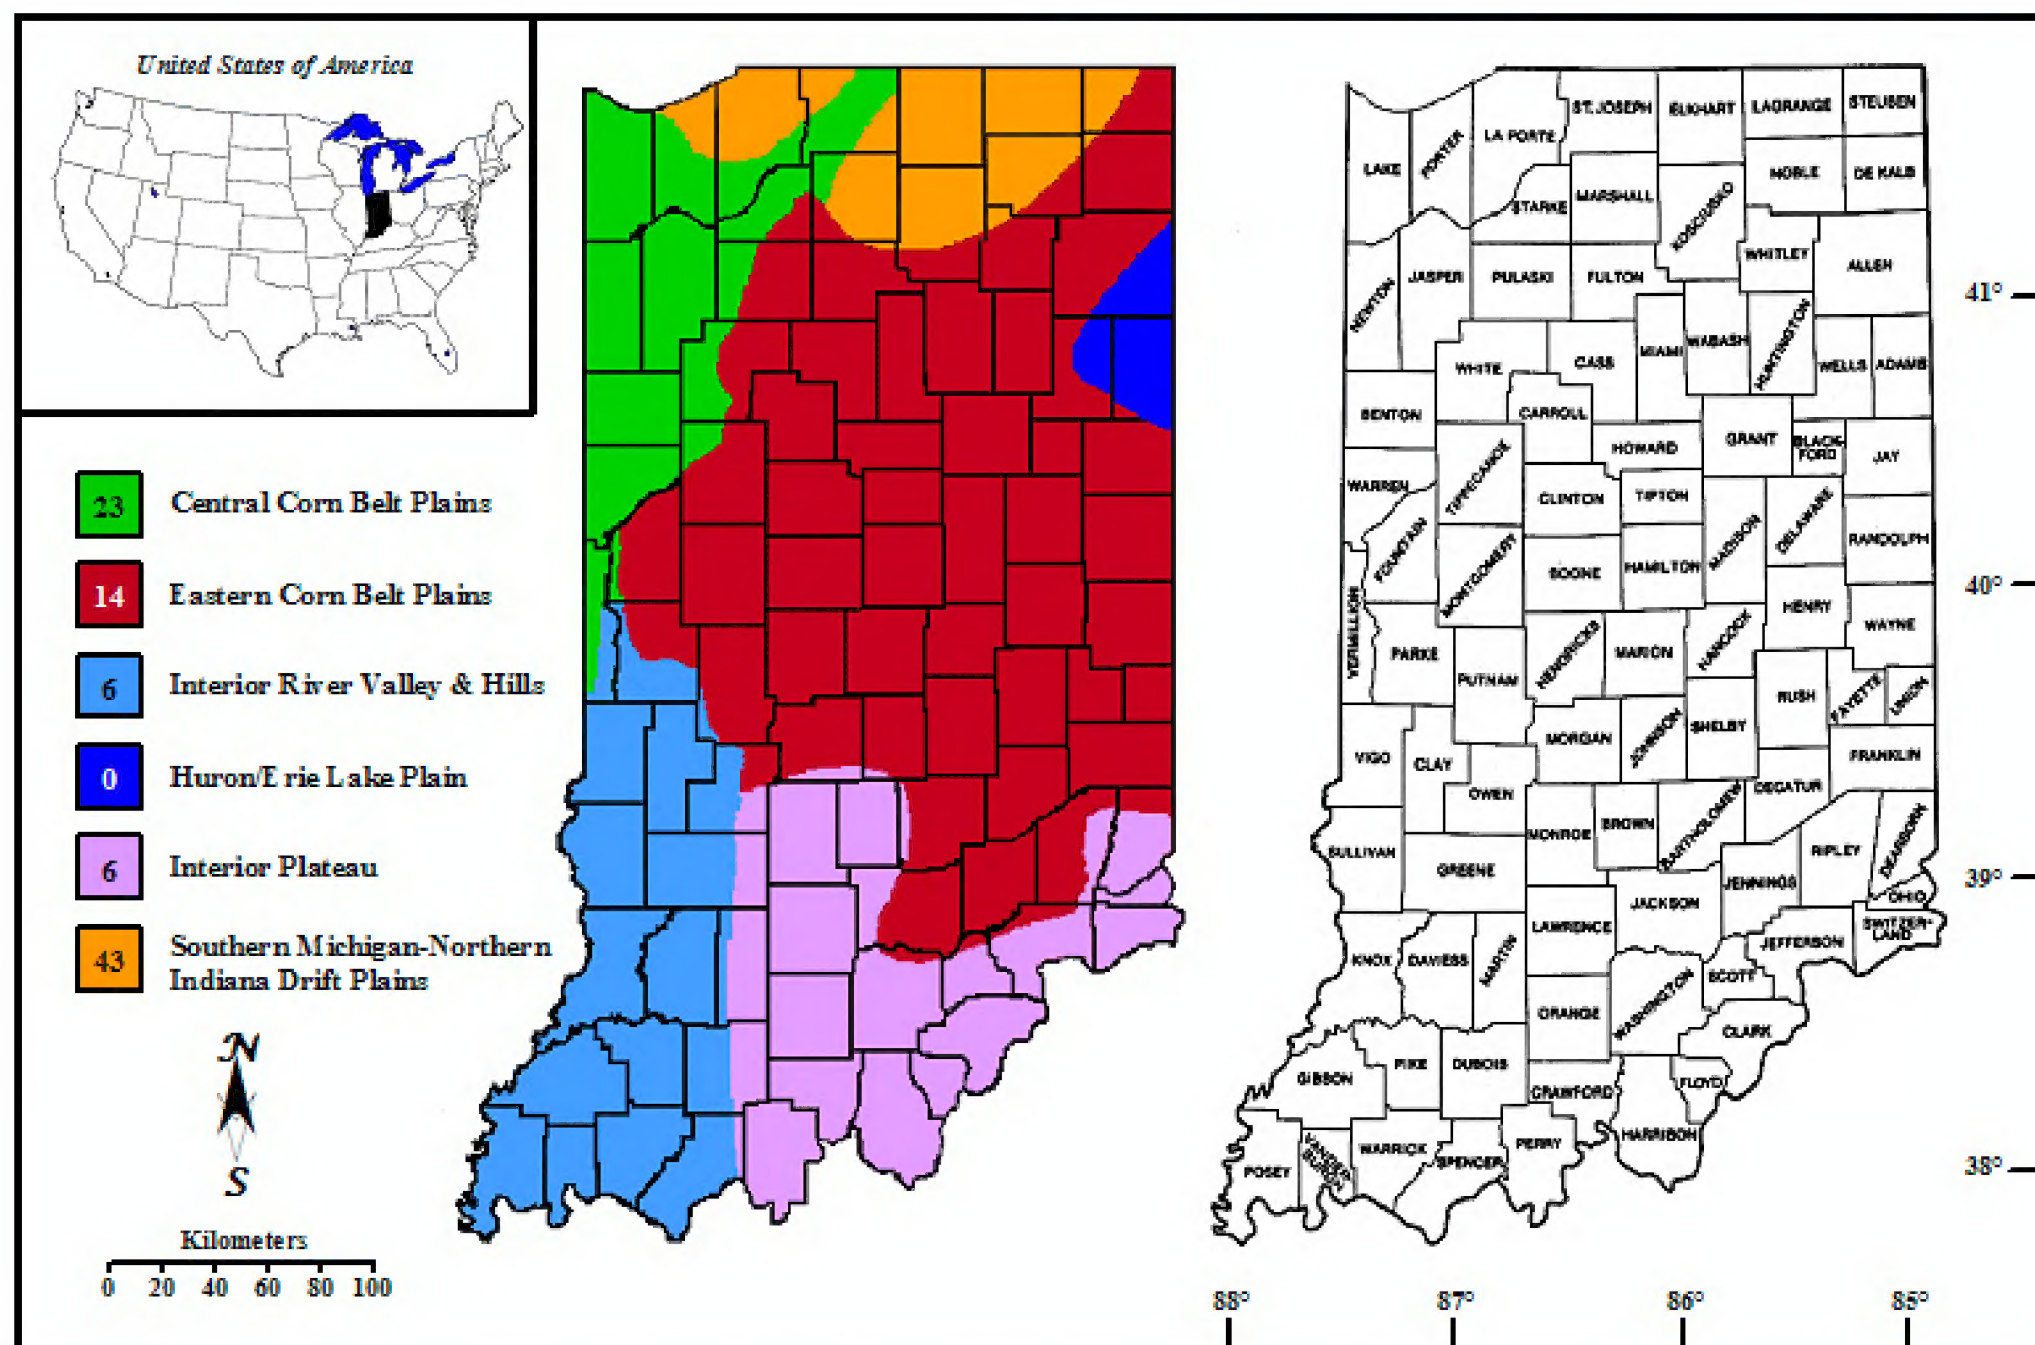 United States of America
23 Central Corn Belt Plains
14 Eastern Corn Belt Plains
6 Interior River Valley & Hills
0 Huron/Erie Lake Plain
6 Interior Plateau
43 Southern Michigan-Northern
Indiana Drift Plains
N
S
Kilometers
0 20 40 60 80 100
LAKE
PORTER
LA PORTE
ST. JOSEPH
ELKHART
LAGRANGE
STEUBEN
STARKE
MARSHALL
KOSCIUSKO
NOBLE
DE KALB
NEWTON
JASPER
PULASKI
FULTON
WHITLEY
ALLEN
WHITE
CASS
MIAMI
WABASH
HUNTINGTON
WELLS
ADAMS
BENTON
CARROLL
HOWARD
GRANT
BLACK-
FORD
JAY
WARREN
TIPPECANOE
CLINTON
TIPTON
MADISON
DELAWARE
RANDOLPH
FOUNTAIN
MONTGOMERY
BOONE
HAMILTON
HENRY
WAYNE
VERMILLION
PARKE
PUTNAM
HENDRICKS
MARION
HANCOCK
RUSH
FAYETTE
UNION
VIGO
CLAY
OWEN
MORGAN
JOHNSON
SHELBY
DECATUR
FRANKLIN
SULLIVAN
GREENE
MONROE
BROWN
BARTHOLOMEW
JENNINGS
RIPLEY
DEARBORN
OHIO
SWITZER-
LAND
KNOX
DAVIESS
MARTIN
LAWRENCE
JACKSON
JEFFERSON
SCOTT
ORANGE
WASHINGTON
CLARK
GIBSON
PIKE
DUBOIS
CRAWFORD
FLOYD
HARRISON
POSEY
VANDER-
BURGH
WARRICK
SPENCER
PERRY
41°
40°
39°
38°
88° 87° 86° 85°